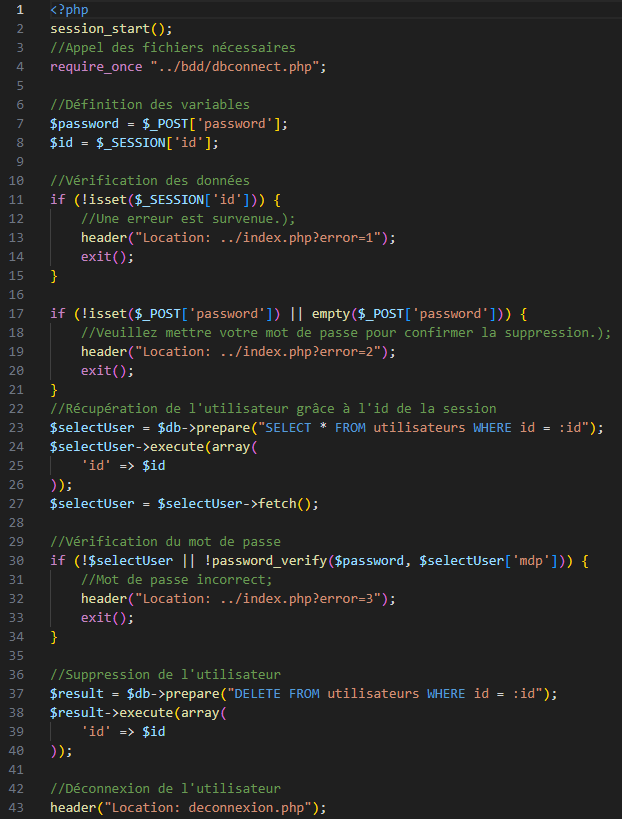 1 <?php
2 session_start();
3 //Appel des fichiers nécessaires
4 require_once "../bdd/dbconnect.php";
5
6 //Définition des variables
7 $password = $_POST['password'];
8 $id = $_SESSION['id'];
9
10 //Vérification des données
11 if (!isset($_SESSION['id'])) {
12     //Une erreur est survenue.);
13     header("Location: ../index.php?error=1");
14     exit();
15 }
16
17 if (!isset($_POST['password']) || empty($_POST['password'])) {
18     //Veuillez mettre votre mot de passe pour confirmer la suppression.);
19     header("Location: ../index.php?error=2");
20     exit();
21 }
22 //Récupération de l'utilisateur grâce à l'id de la session
23 $selectUser = $db->prepare("SELECT * FROM utilisateurs WHERE id = :id");
24 $selectUser->execute(array(
25     'id' => $id
26 ));
27 $selectUser = $selectUser->fetch();
28
29 //Vérification du mot de passe
30 if (!$selectUser || !password_verify($password, $selectUser['mdp'])) {
31     //Mot de passe incorrect;
32     header("Location: ../index.php?error=3");
33     exit();
34 }
35
36 //Suppression de l'utilisateur
37 $result = $db->prepare("DELETE FROM utilisateurs WHERE id = :id");
38 $result->execute(array(
39     'id' => $id
40 ));
41
42 //Déconnexion de l'utilisateur
43 header("Location: deconnexion.php");